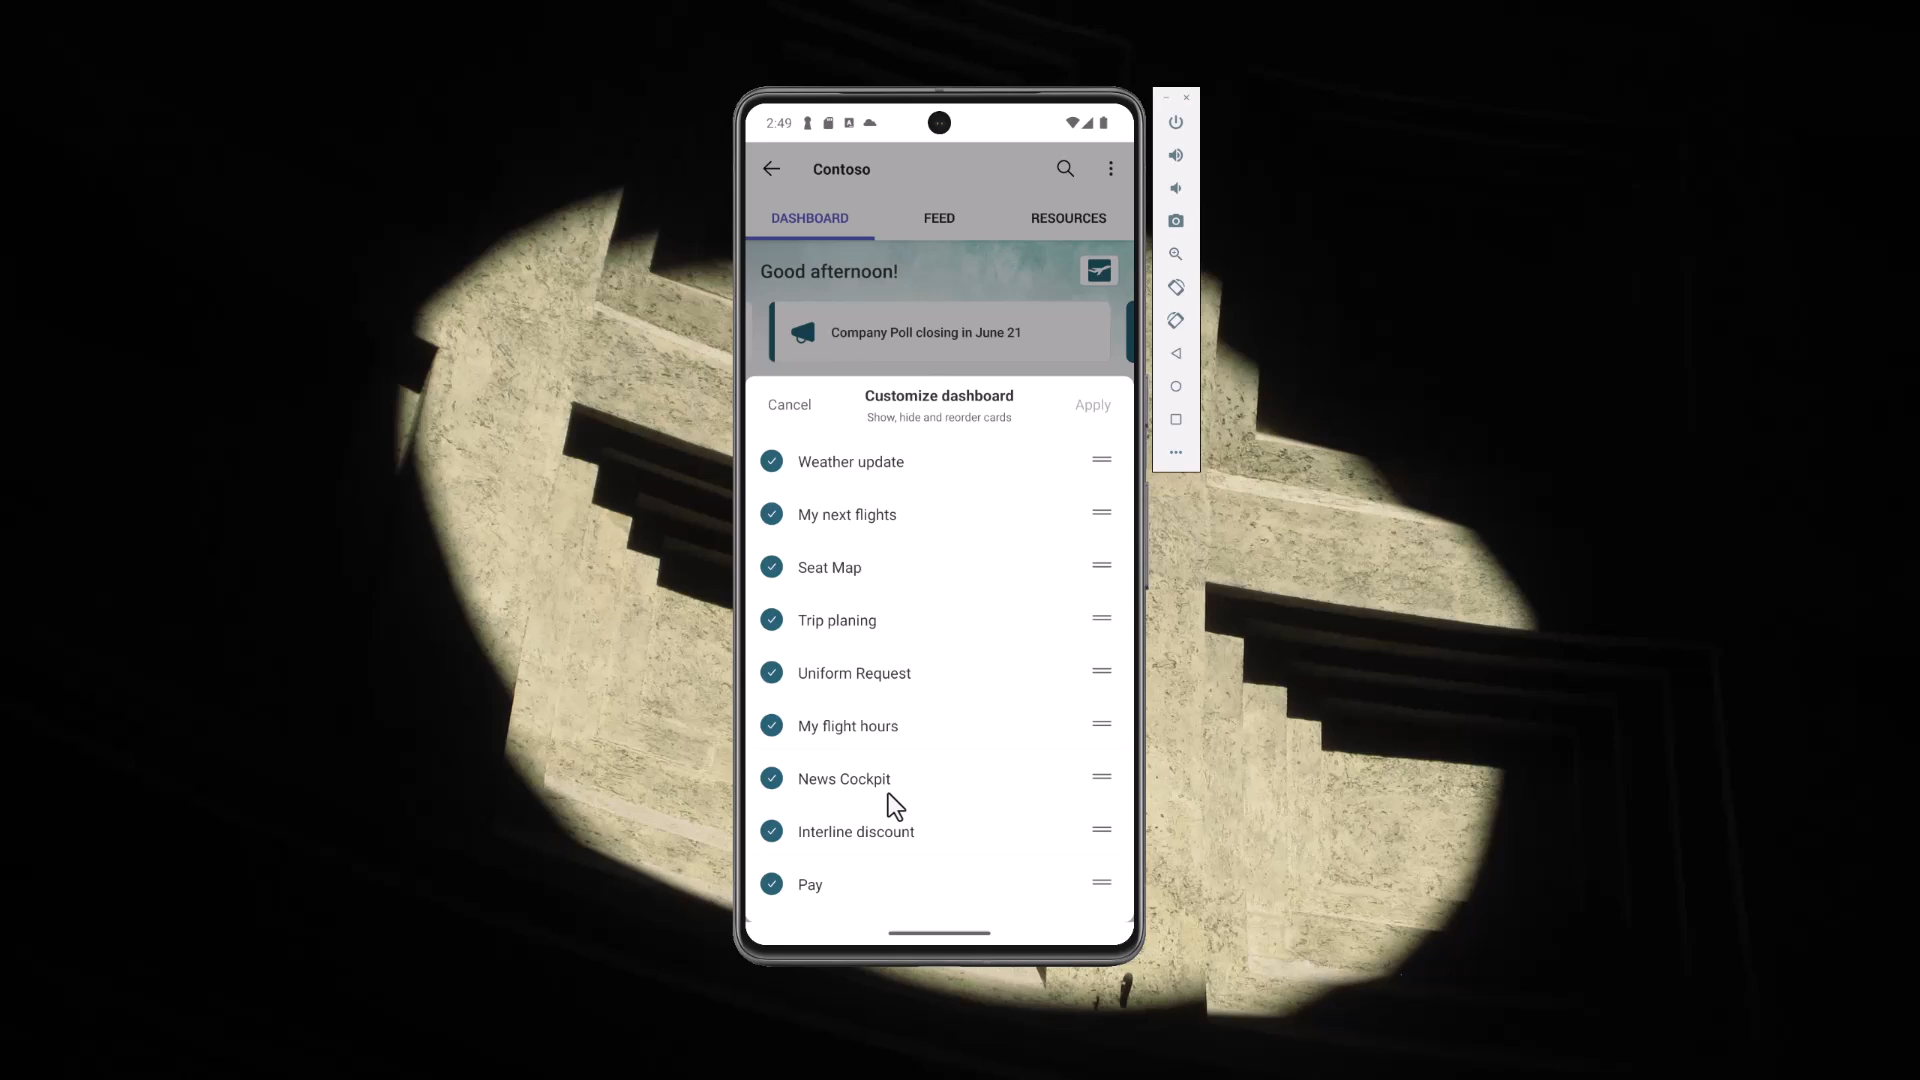 2:49
Contoso
DASHBOARD
FEED
RESOURCES
Good afternoon!
Company Poll closing in June 21
Cancel
Customize dashboard
Apply
Show, hide and reorder cards
Weather update
My next flights
Seat Map
Trip planing
Uniform Request
My flight hours
News Cockpit
Interline discount
Pay